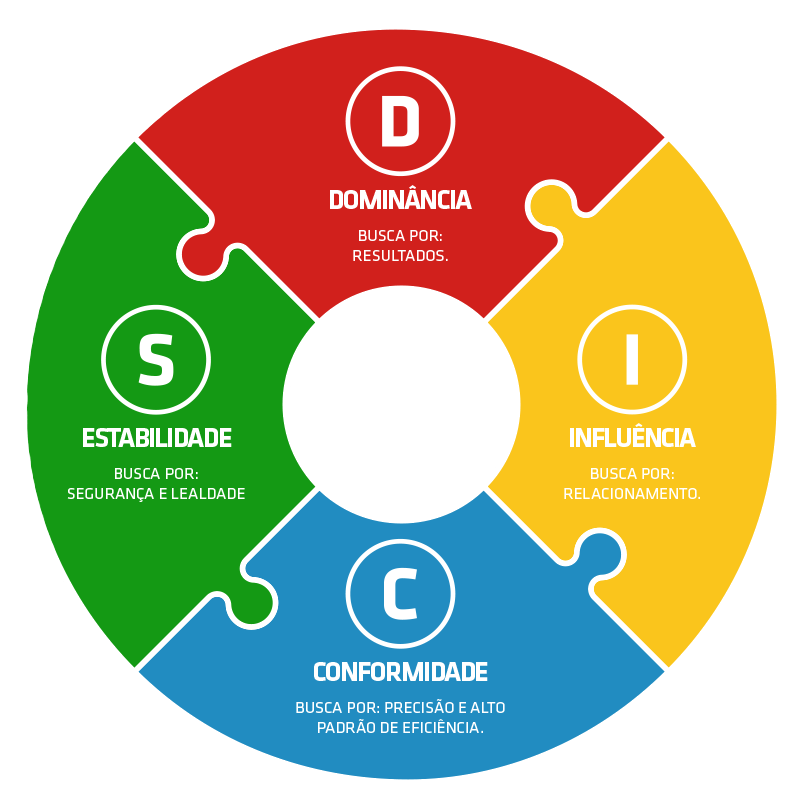 D
DOMINÂNCIA
BUSCA POR:
RESULTADOS.
S
ESTABILIDADE
BUSCA POR:
SEGURANÇA E LEALDADE
I
INFLUÊNCIA
BUSCA POR:
RELACIONAMENTO.
C
CONFORMIDADE
BUSCA POR: PRECISÃO E ALTO
PADRÃO DE EFICIÊNCIA.